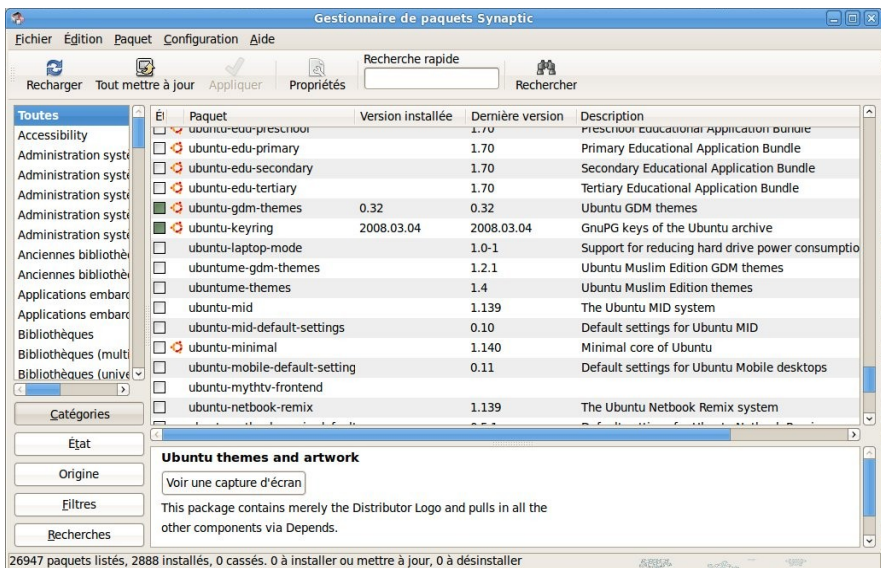 Gestionnaire de paquets Synaptic
Fichier Édition Paquet Configuration Aide
Recharger Tout mettre à jour Appliquer Propriétés Recherche rapide Rechercher
Toutes
Accessibility
Administration systè
Administration systè
Administration systè
Administration systè
Administration systè
Anciennes bibliothè
Anciennes bibliothè
Applications embarq
Applications embarq
Bibliothèques
Bibliothèques (multi
Bibliothèques (unive
Catégories
État
Origine
Filtres
Recherches
Paquet Version installée Dernière version Description
ubuntu-edu-preschool 1.70 Preschool Educational Application Bundle
ubuntu-edu-primary 1.70 Primary Educational Application Bundle
ubuntu-edu-secondary 1.70 Secondary Educational Application Bundle
ubuntu-edu-tertiary 1.70 Tertiary Educational Application Bundle
ubuntu-gdm-themes 0.32 0.32 Ubuntu GDM themes
ubuntu-keyring 2008.03.04 2008.03.04 GnuPG keys of the Ubuntu archive
ubuntu-laptop-mode 1.0-1 Support for reducing hard drive power consumptio
ubuntume-gdm-themes 1.2.1 Ubuntu Muslim Edition GDM themes
ubuntume-themes 1.4 Ubuntu Muslim Edition themes
ubuntu-mid 1.139 The Ubuntu MID system
ubuntu-mid-default-settings 0.10 Default settings for Ubuntu MID
ubuntu-minimal 1.140 Minimal core of Ubuntu
ubuntu-mobile-default-setting 0.11 Default settings for Ubuntu Mobile desktops
ubuntu-mythtv-frontend
ubuntu-netbook-remix 1.139 The Ubuntu Netbook Remix system
Ubuntu themes and artwork
Voir une capture d'écran
This package contains merely the Distributor Logo and pulls in all the
other components via Depends.
26947 paquets listés, 2888 installés, 0 cassés. 0 à installer ou mettre à jour, 0 à désinstaller